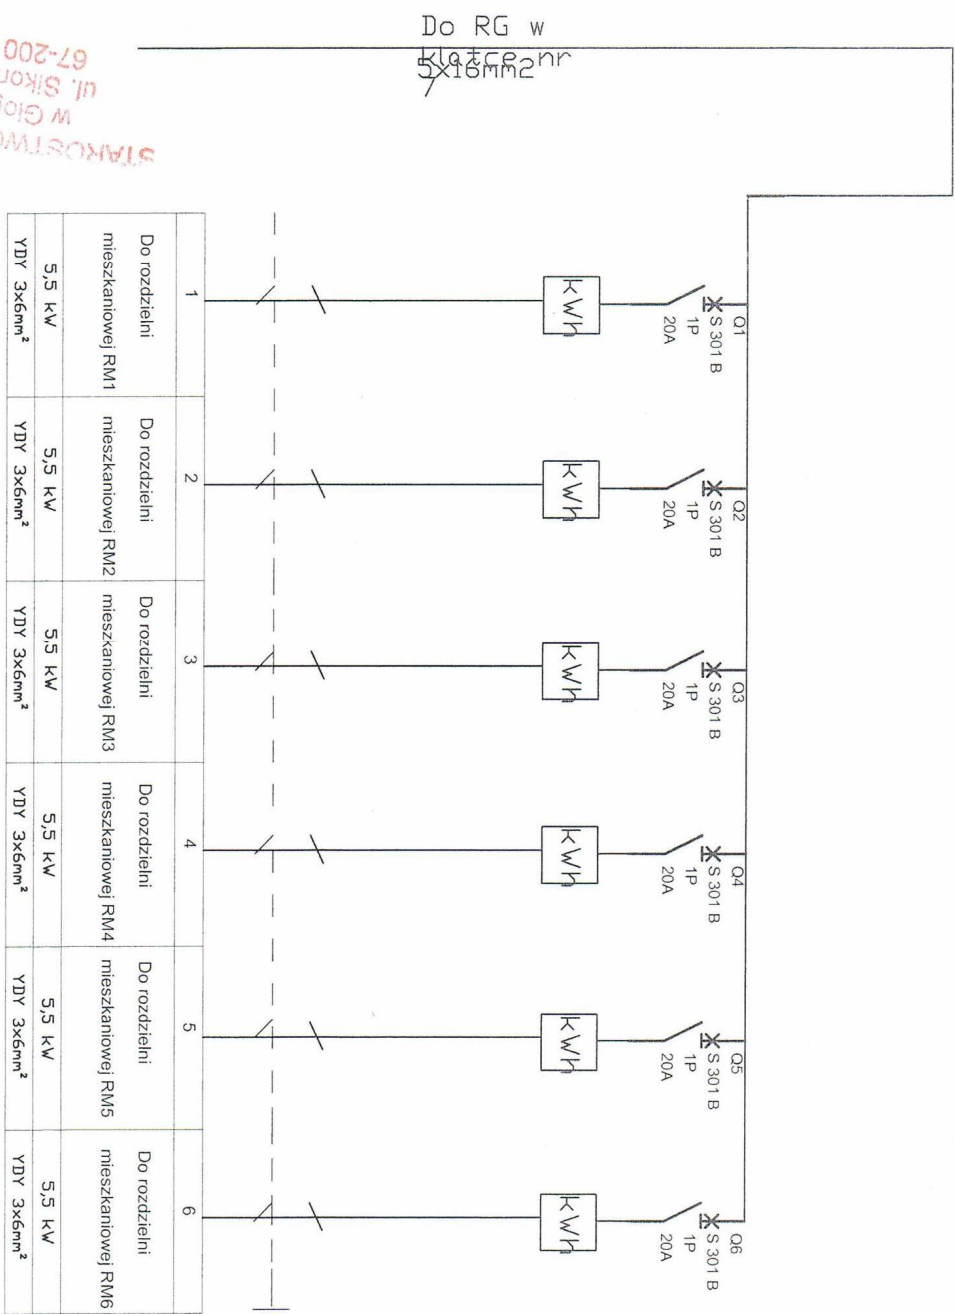 Do RG w
klatce nr
5x16mm2
67-200
ul.
w
Q1
S 301 B
1P
20A
kWh
1
Do rozdzielni
mieszkaniowej RM1
5,5 kW
YDY 3x6mm²
Q2
S 301 B
1P
20A
kWh
2
Do rozdzielni
mieszkaniowej RM2
5,5 kW
YDY 3x6mm²
Q3
S 301 B
1P
20A
kWh
3
Do rozdzielni
mieszkaniowej RM3
5,5 kW
YDY 3x6mm²
Q4
S 301 B
1P
20A
kWh
4
Do rozdzielni
mieszkaniowej RM4
5,5 kW
YDY 3x6mm²
Q5
S 301 B
1P
20A
kWh
5
Do rozdzielni
mieszkaniowej RM5
5,5 kW
YDY 3x6mm²
Q6
S 301 B
1P
20A
kWh
6
Do rozdzielni
mieszkaniowej RM6
5,5 kW
YDY 3x6mm²